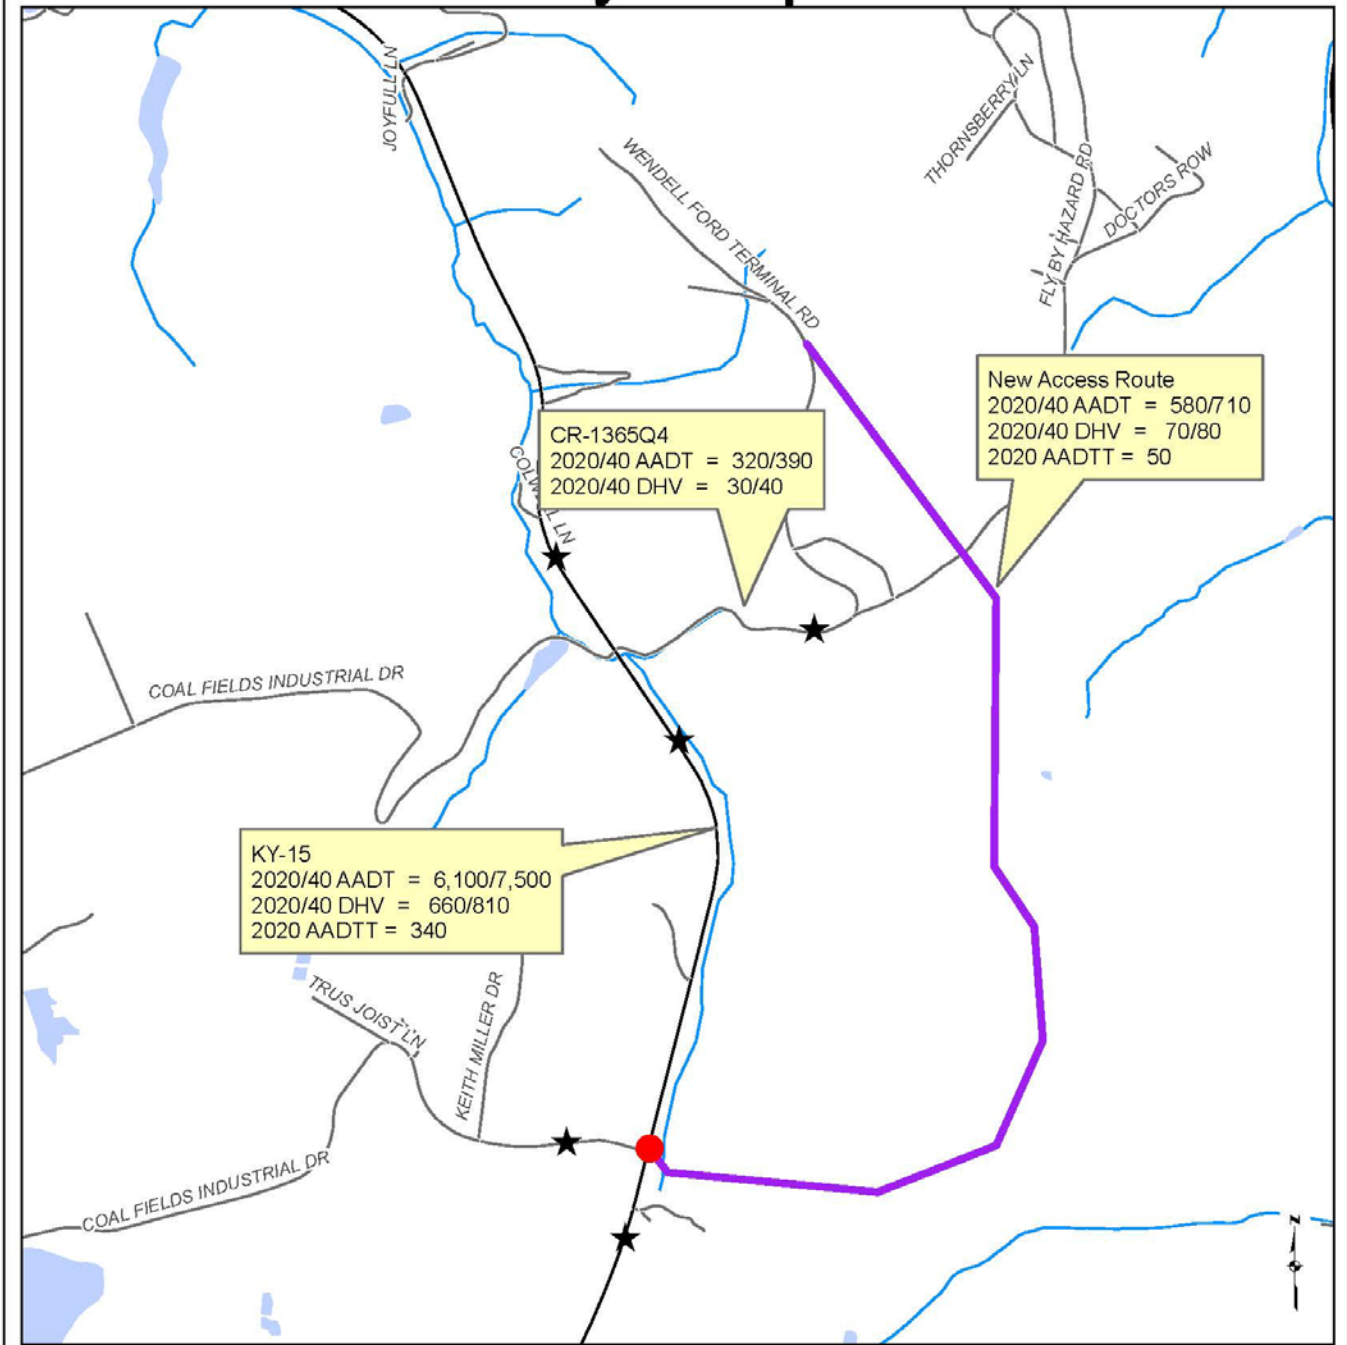 JOYFULL LN
THORNSBERRY LN
WENDELL FORD TERMINAL RD
FLY BY HAZARD RD
DOCTORS ROW
New Access Route
2020/40 AADT = 580/710
2020/40 DHV = 70/80
2020 AADTT = 50
CR-1365Q4
2020/40 AADT = 320/390
2020/40 DHV = 30/40
COAL FIELDS INDUSTRIAL DR
KY-15
2020/40 AADT = 6,100/7,500
2020/40 DHV = 660/810
2020 AADTT = 340
TRUS JOIST LN
KEITH MILLER DR
COAL FIELDS INDUSTRIAL DR
N